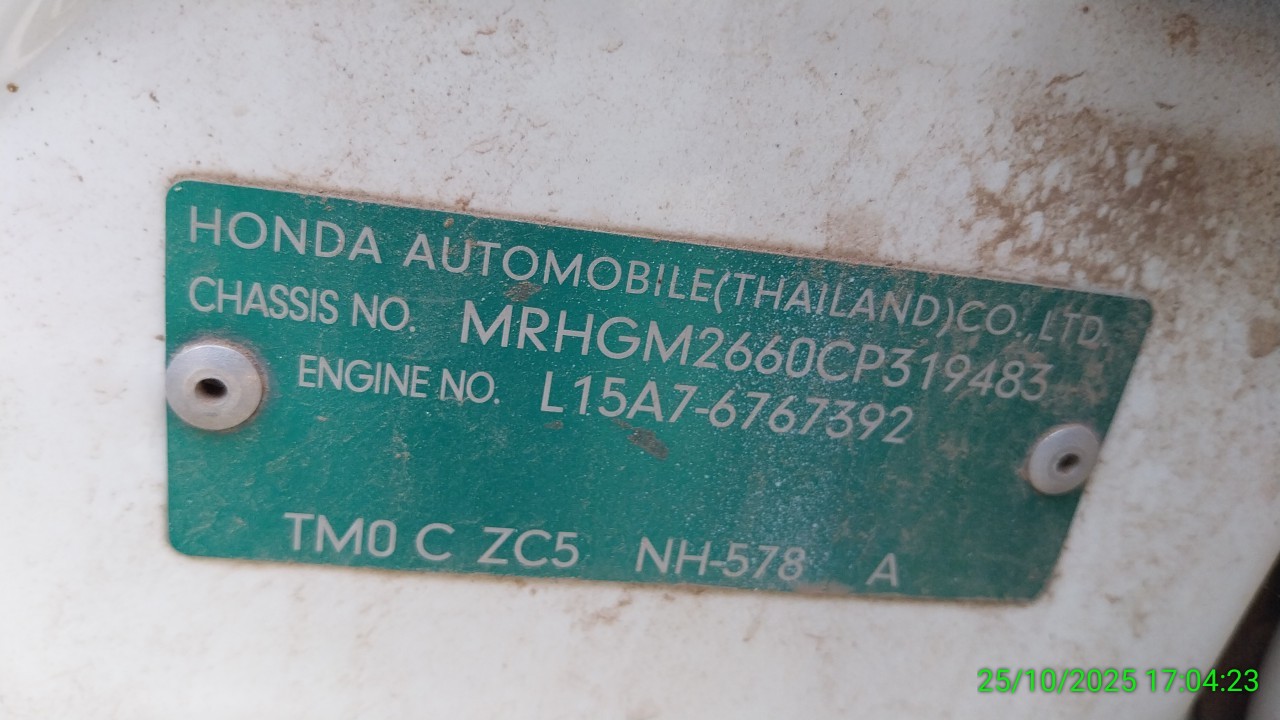 HONDA AUTOMOBILE(THAILAND)CO.,LTD.
CHASSIS NO. MRHGM2660CP319483
ENGINE NO. L15A7-6767392
TM0 C ZC5 NH-578 A
25/10/2025 17:04:23